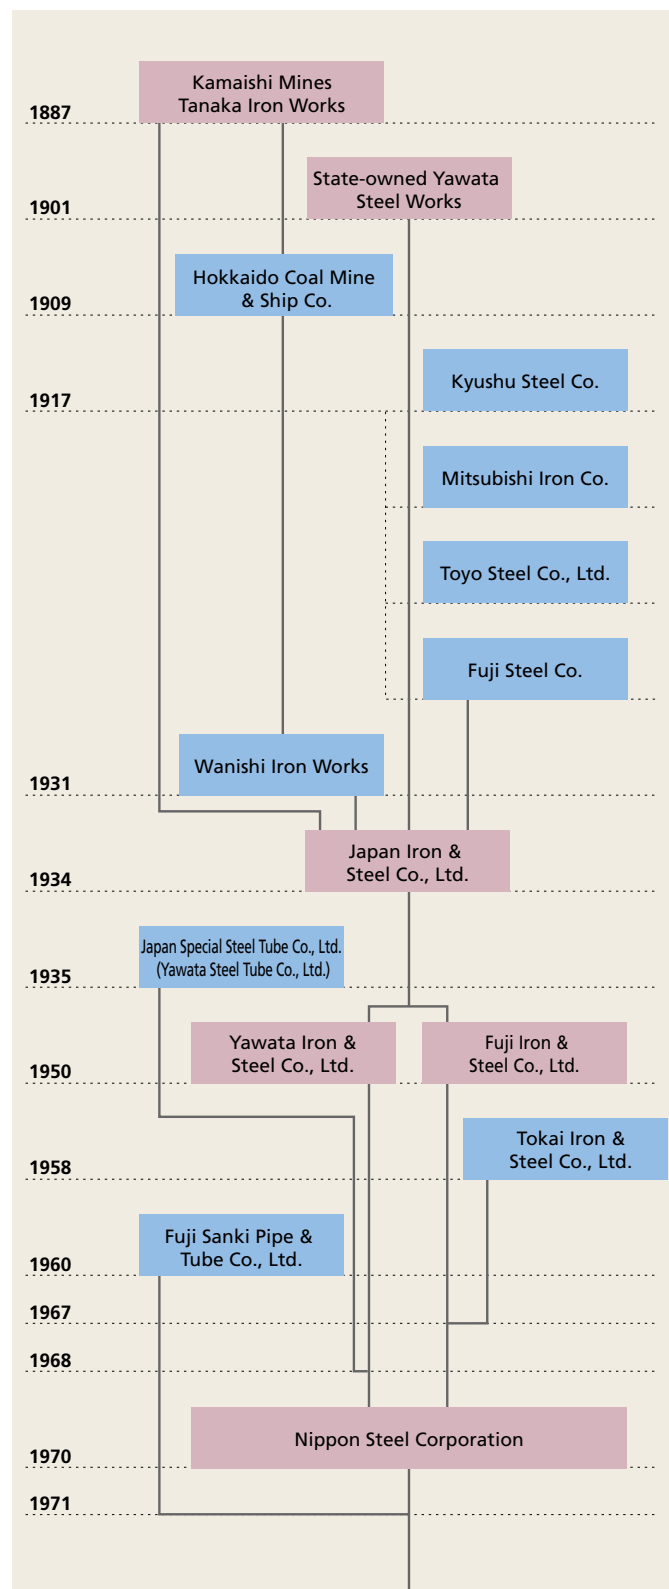 Kamaishi Mines
Tanaka Iron Works
1887
State-owned Yawata
Steel Works
1901
Hokkaido Coal Mine
& Ship Co.
1909
Kyushu Steel Co.
1917
Mitsubishi Iron Co.
Toyo Steel Co., Ltd.
Fuji Steel Co.
Wanishi Iron Works
1931
Japan Iron &
Steel Co., Ltd.
1934
Japan Special Steel Tube Co., Ltd.
(Yawata Steel Tube Co., Ltd.)
1935
Yawata Iron &
Steel Co., Ltd.
Fuji Iron &
Steel Co., Ltd.
1950
Tokai Iron &
Steel Co., Ltd.
1958
Fuji Sanki Pipe &
Tube Co., Ltd.
1960
1967
1968
Nippon Steel Corporation
1970
1971